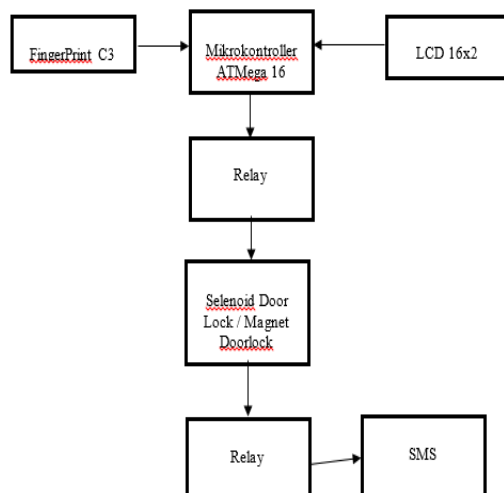 FingerPrint C3
Mikrokontroller
ATMega 16
LCD 16x2
Relay
Selenoid Door
Lock / Magnet
Doorlock
Relay
SMS